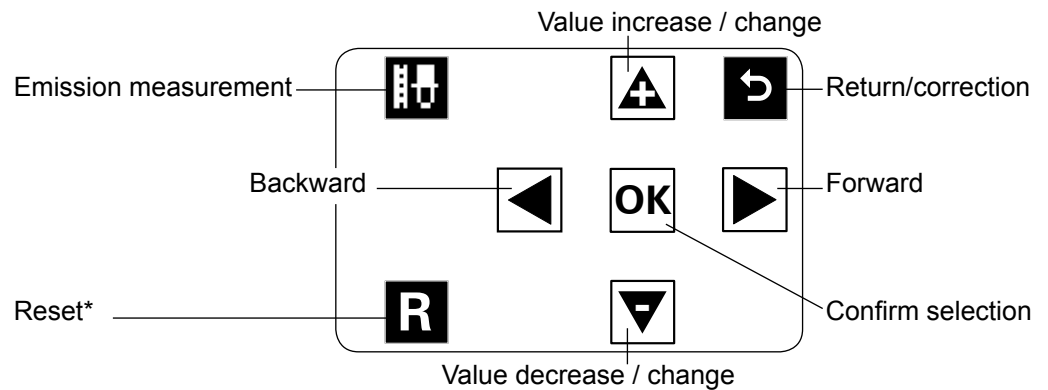 Value increase / change
Emission measurement
+
Return/correction
Backward
OK
Forward
Reset*
R
-
Confirm selection
Value decrease / change